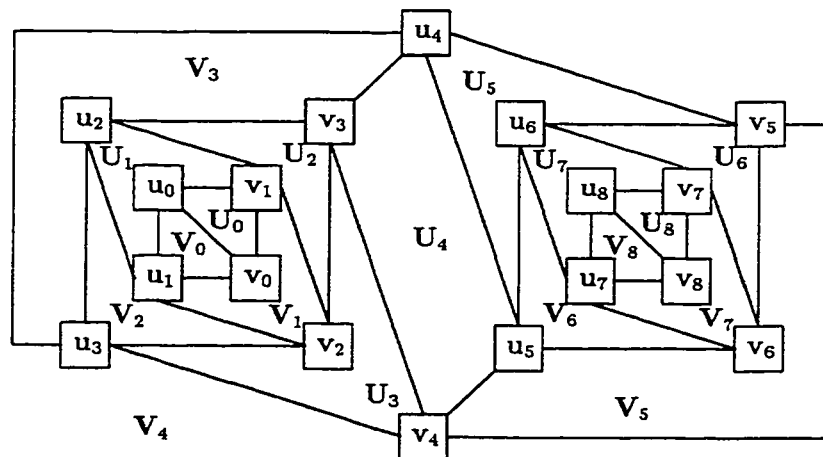 u₄
V₃
U₅
u₂ v₃ u₆ v₅
U₁ U₂ U₇ U₆
u₀ v₁ u₈ v₇
U₀ U₈
V₀ U₄ V₈
u₁ v₀ u₇ v₈
V₂ V₁ V₆ V₇
u₃ v₂ u₅ v₆
U₃
V₄ v₄ V₅